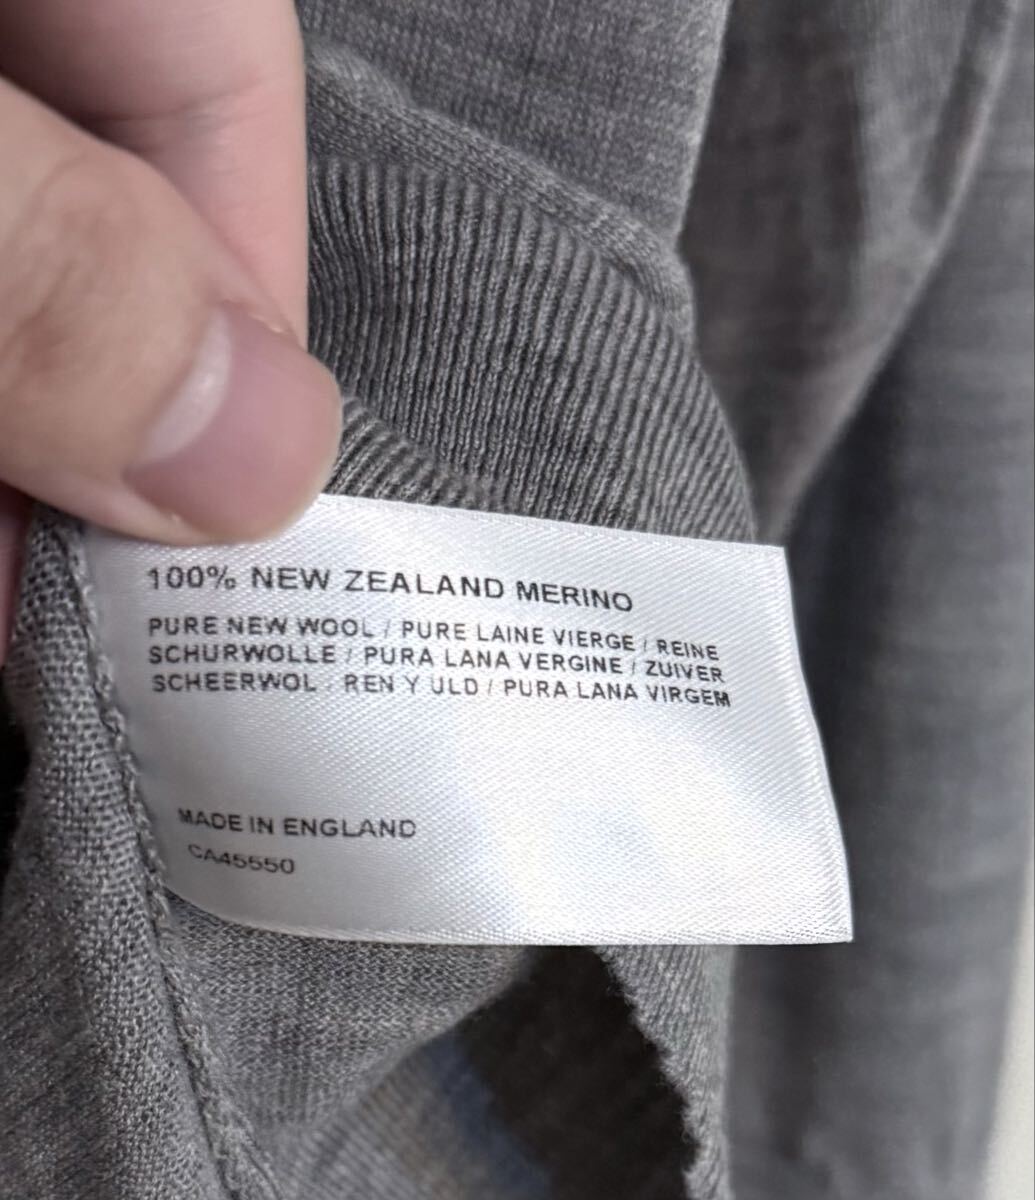 100% NEW ZEALAND MERINO
PURE NEW WOOL / PURE LAINE VIERGE / REINE
SCHURWOLLE / PURA LANA VERGINE / ZUIVER
SCHEERWOL / REN Y ULD / PURA LANA VIRGEM
MADE IN ENGLAND
CA45550